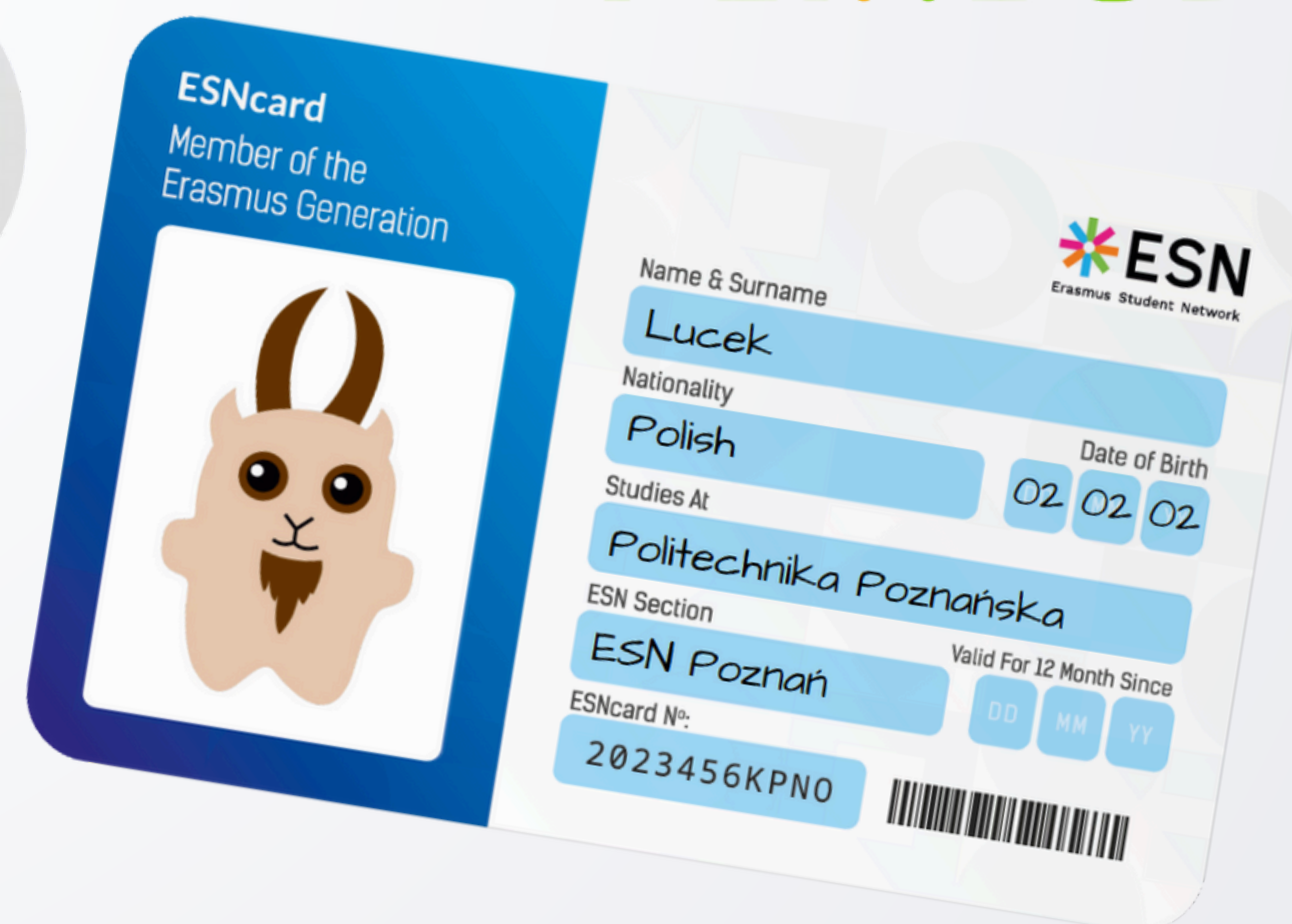 ESNcard
Member of the
Erasmus Generation
ESN
Erasmus Student Network
Name & Surname
Lucek
Nationality
Polish
Date of Birth
02 02 02
Studies At
Politechnika Poznańska
ESN Section
ESN Poznań
Valid For 12 Month Since
DD MM YY
ESNcard Nº:
2023456KPNO